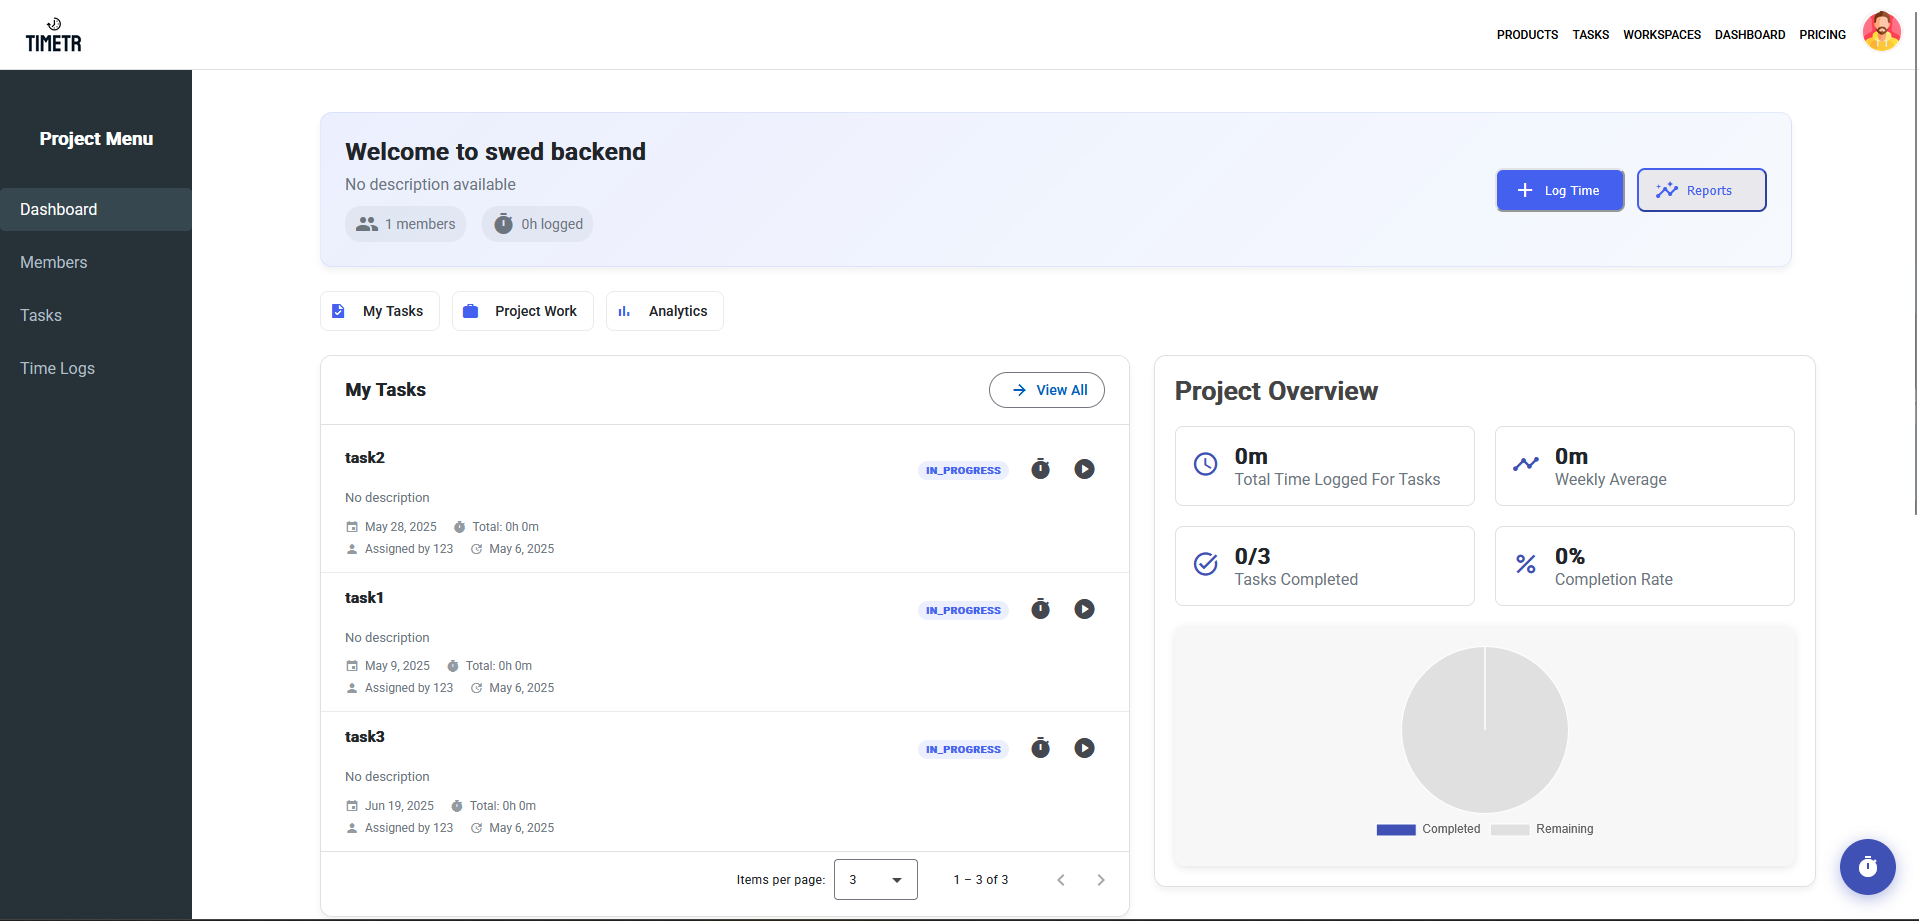 TIMETR
PRODUCTS TASKS WORKSPACES DASHBOARD PRICING
Project Menu
Dashboard
Members
Tasks
Time Logs
Welcome to swed backend
No description available
1 members 0h logged
Log Time Reports
My Tasks Project Work Analytics
My Tasks View All
task2
IN_PROGRESS
No description
May 28, 2025 Total: 0h 0m
Assigned by 123 May 6, 2025
task1
IN_PROGRESS
No description
May 9, 2025 Total: 0h 0m
Assigned by 123 May 6, 2025
task3
IN_PROGRESS
No description
Jun 19, 2025 Total: 0h 0m
Assigned by 123 May 6, 2025
Items per page: 3 1 – 3 of 3
Project Overview
0m
Total Time Logged For Tasks
0m
Weekly Average
0/3
Tasks Completed
0%
Completion Rate
Completed Remaining